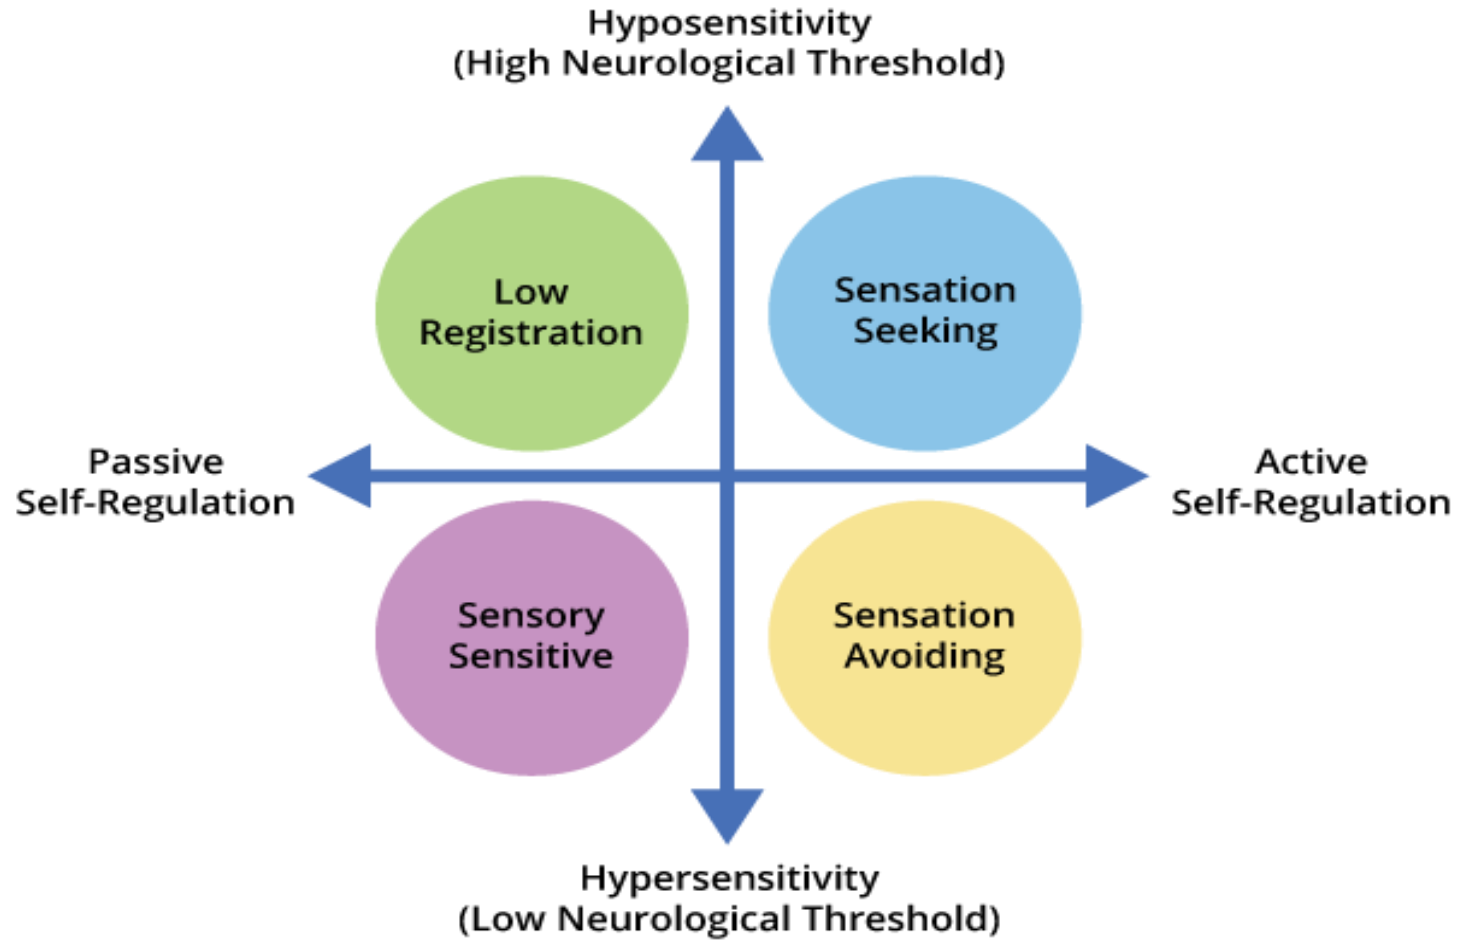 Hyposensitivity
(High Neurological Threshold)
Low
Registration
Sensation
Seeking
Passive
Self-Regulation
Active
Self-Regulation
Sensory
Sensitive
Sensation
Avoiding
Hypersensitivity
(Low Neurological Threshold)